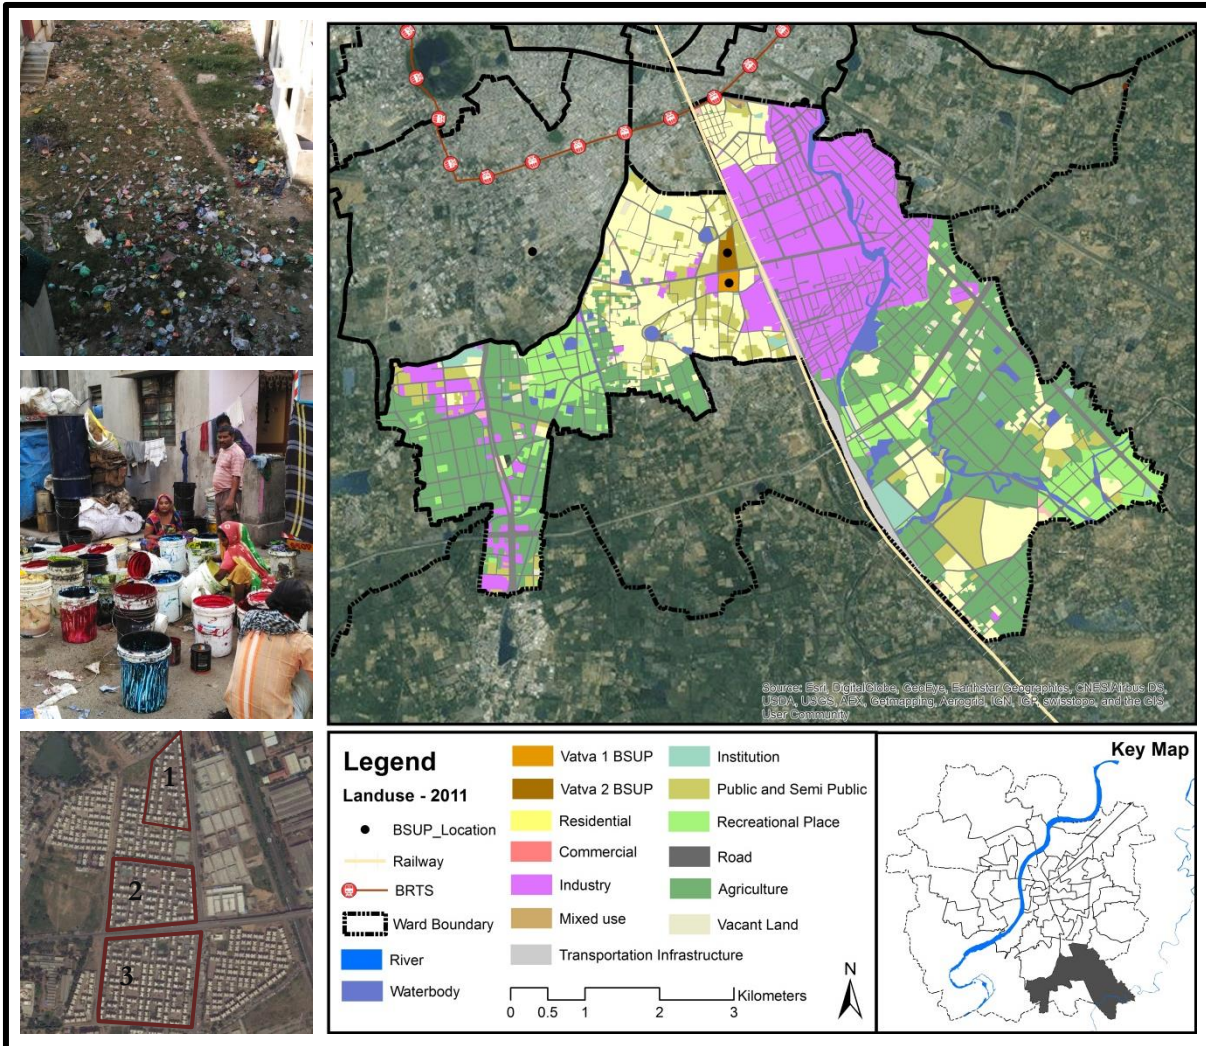 Source: Esri, DigitalGlobe, GeoEye, Earthstar Geographics, CNES/Airbus DS,
USDA, USGS, AEX, Getmapping, Aerogrid, IGN, IGP, swisstopo, and the GIS
User Community
1
2
3
Legend
Landuse - 2011
BSUP_Location
Railway
BRTS
Ward Boundary
River
Waterbody
Vatva 1 BSUP
Vatva 2 BSUP
Residential
Commercial
Industry
Mixed use
Transportation Infrastructure
Institution
Public and Semi Public
Recreational Place
Road
Agriculture
Vacant Land
0 0.5 1 2 3 Kilometers
N
Key Map